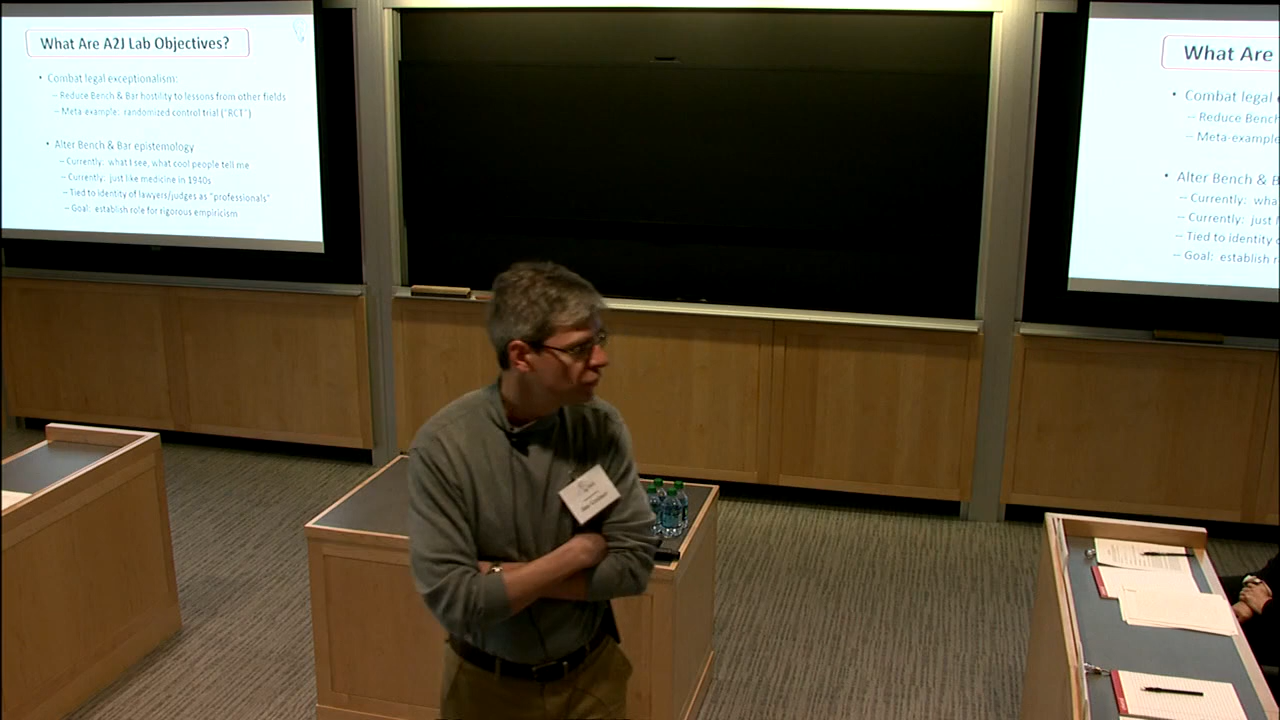 What Are A2J Lab Objectives?
• Combat legal exceptionalism:
– Reduce Bench & Bar hostility to lessons from other fields
– Meta example: randomized control trial ("RCT")
• Alter Bench & Bar epistemology
– Currently: what I see, what cool people tell me
– Currently: just like medicine in 1940s
– Tied to identity of lawyers/judges as "professionals"
– Goal: establish role for rigorous empiricism
What Are
• Combat legal
– Reduce Bench
– Meta-example
• Alter Bench &
– Currently: wha
– Currently: just
– Tied to identity
– Goal: establish